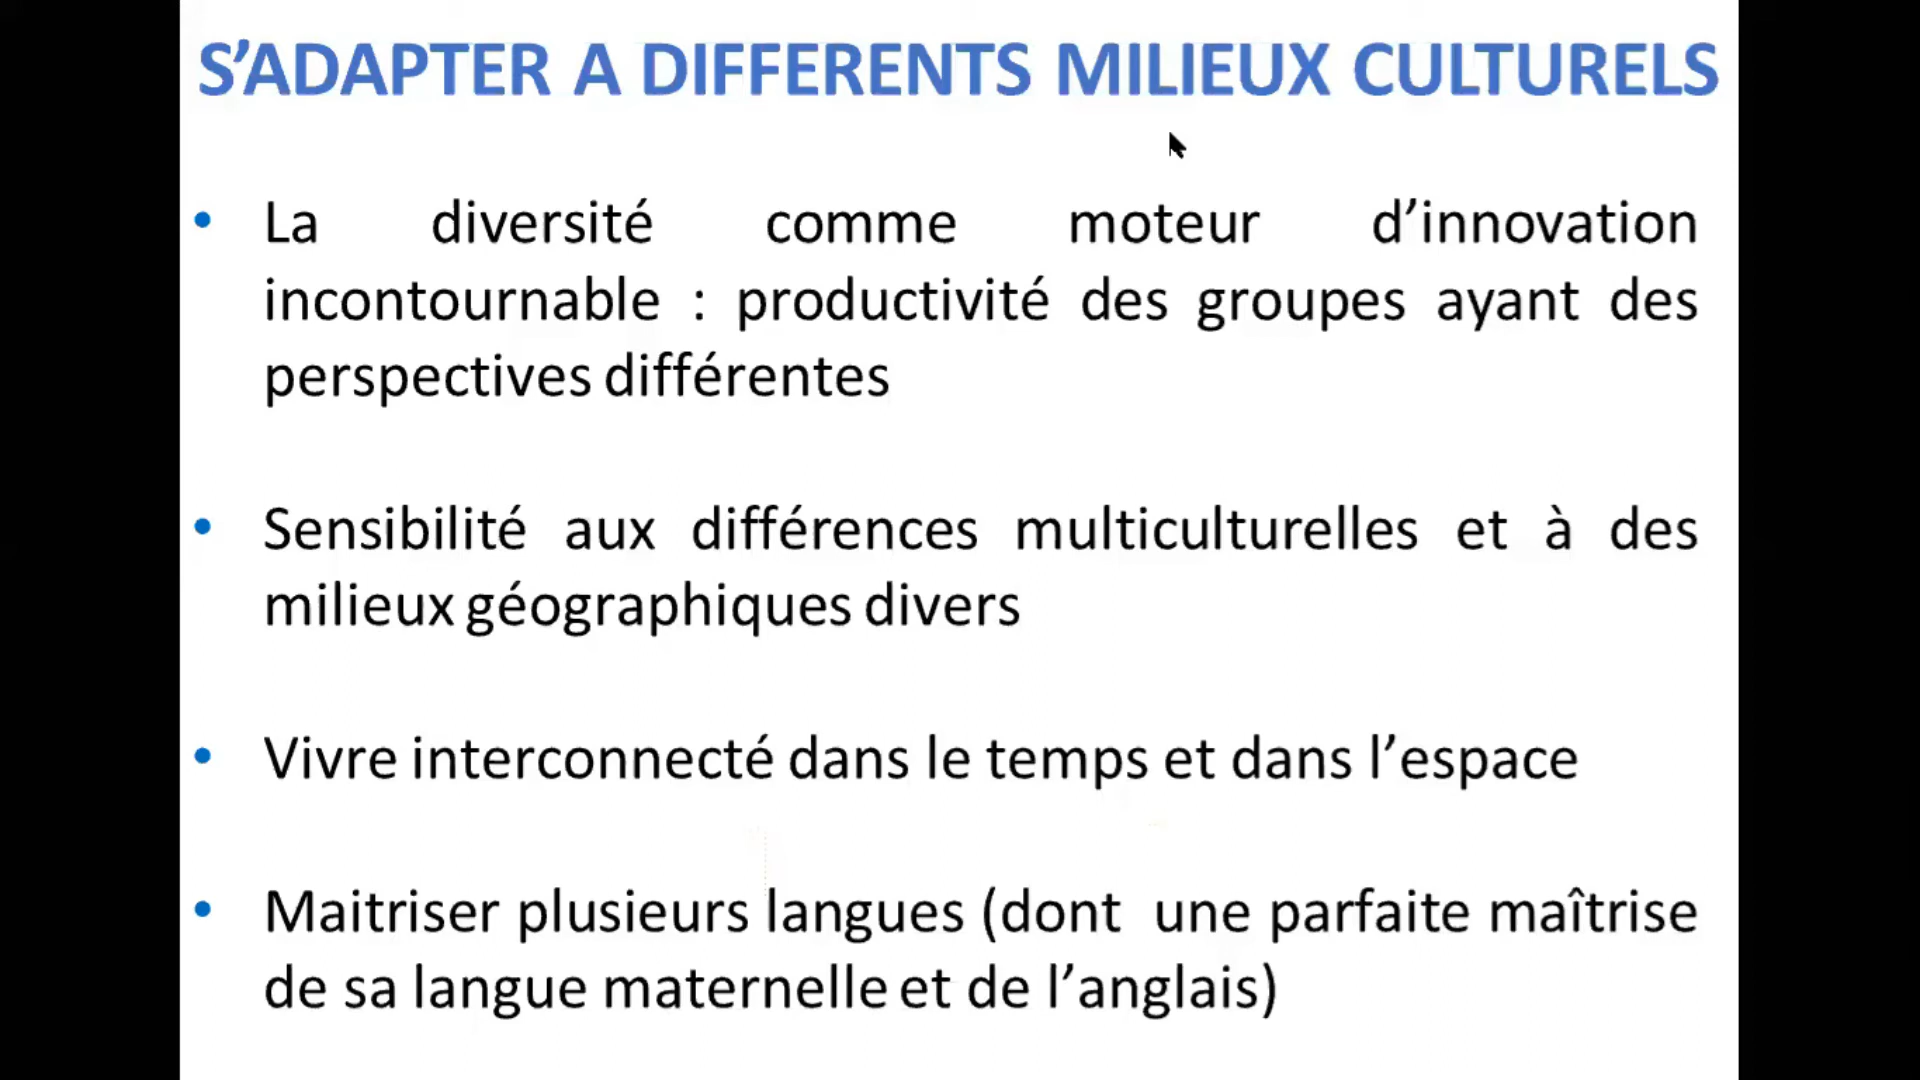 S’ADAPTER A DIFFERENTS MILIEUX CULTURELS
• La diversité comme moteur d’innovation
incontournable : productivité des groupes ayant des
perspectives différentes
• Sensibilité aux différences multiculturelles et à des
milieux géographiques divers
• Vivre interconnecté dans le temps et dans l’espace
• Maitriser plusieurs langues (dont une parfaite maîtrise
de sa langue maternelle et de l’anglais)